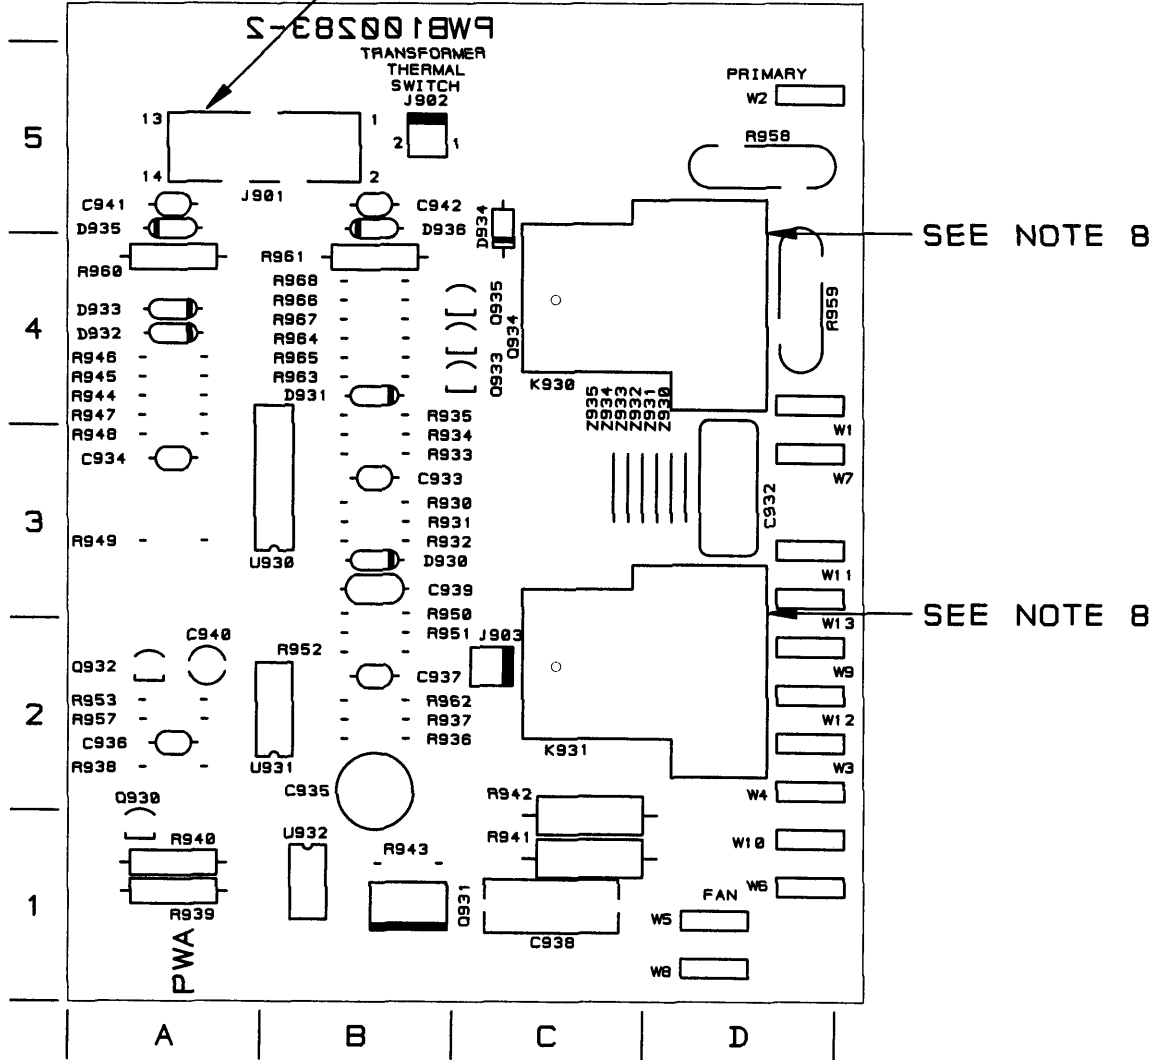 PWB100283-2
TRANSFORMER
THERMAL
SWITCH
J902
PRIMARY
W2
5
13
1
2
1
R958
14
2
J901
C941
C942
D934
D935
D936
SEE NOTE 8
R960
R961
R968
R966
Q935
R959
D933
R967
4
D932
R964
Q934
R946
R965
Q933
R945
R963
K930
R944
D931
Z935
Z934
Z933
Z932
Z931
Z930
R947
R935
W1
R948
R934
C934
R933
C933
W7
R930
C932
3
R931
R949
R932
U930
D930
W11
C939
R950
SEE NOTE 8
W13
C940
R951
J903
Q932
R952
C937
W9
R953
R962
2
R957
R937
W12
C936
R936
K931
R938
U931
W3
C935
R942
W4
Q930
U932
R941
R940
R943
W10
1
Q931
FAN
W6
R939
W5
C938
PWA
W8
A
B
C
D